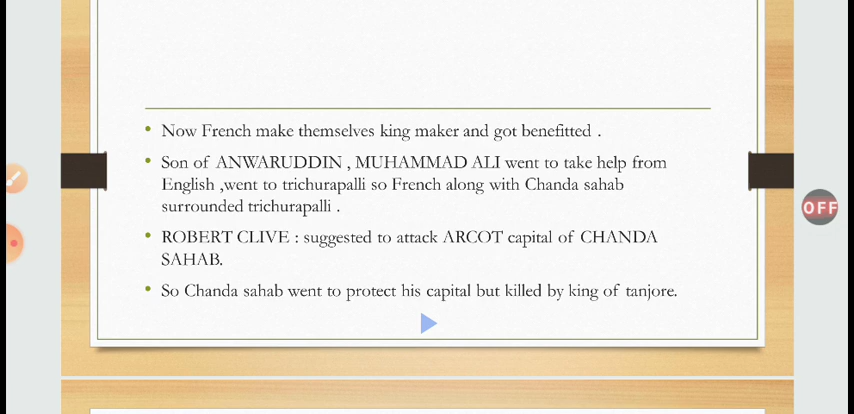 Now French make themselves king maker and got benefitted .
Son of ANWARUDDIN , MUHAMMAD ALI went to take help from
English ,went to trichurapalli so French along with Chanda sahab
surrounded trichurapalli .
ROBERT CLIVE : suggested to attack ARCOT capital of CHANDA
SAHAB.
So Chanda sahab went to protect his capital but killed by king of tanjore.
OFF